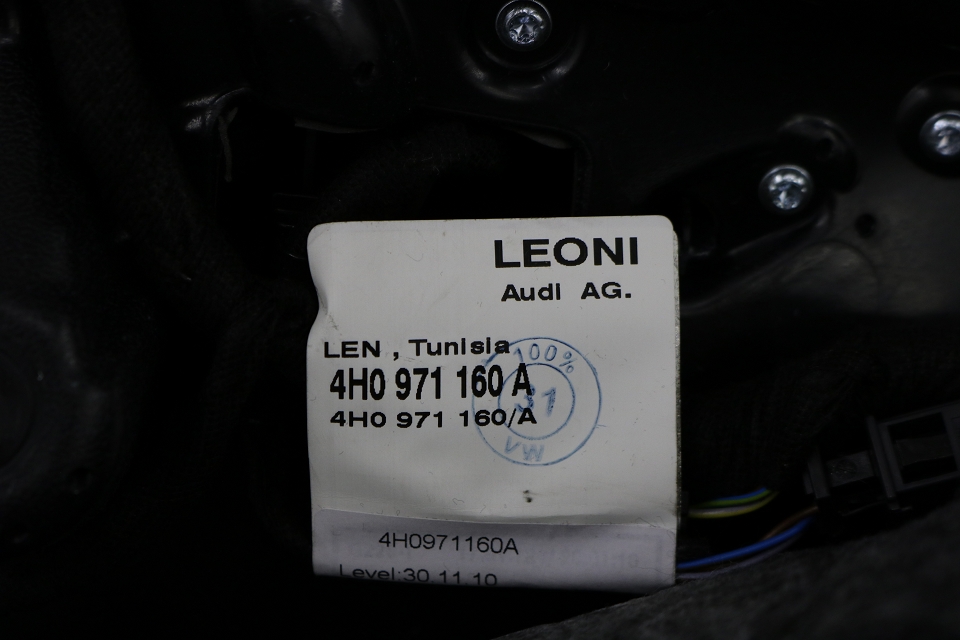 LEONI
Audi AG.
LEN , Tunisia
100%
4H0 971 160 A
31
4H0 971 160/A
VW
4H0971160A
Level:30 11 10